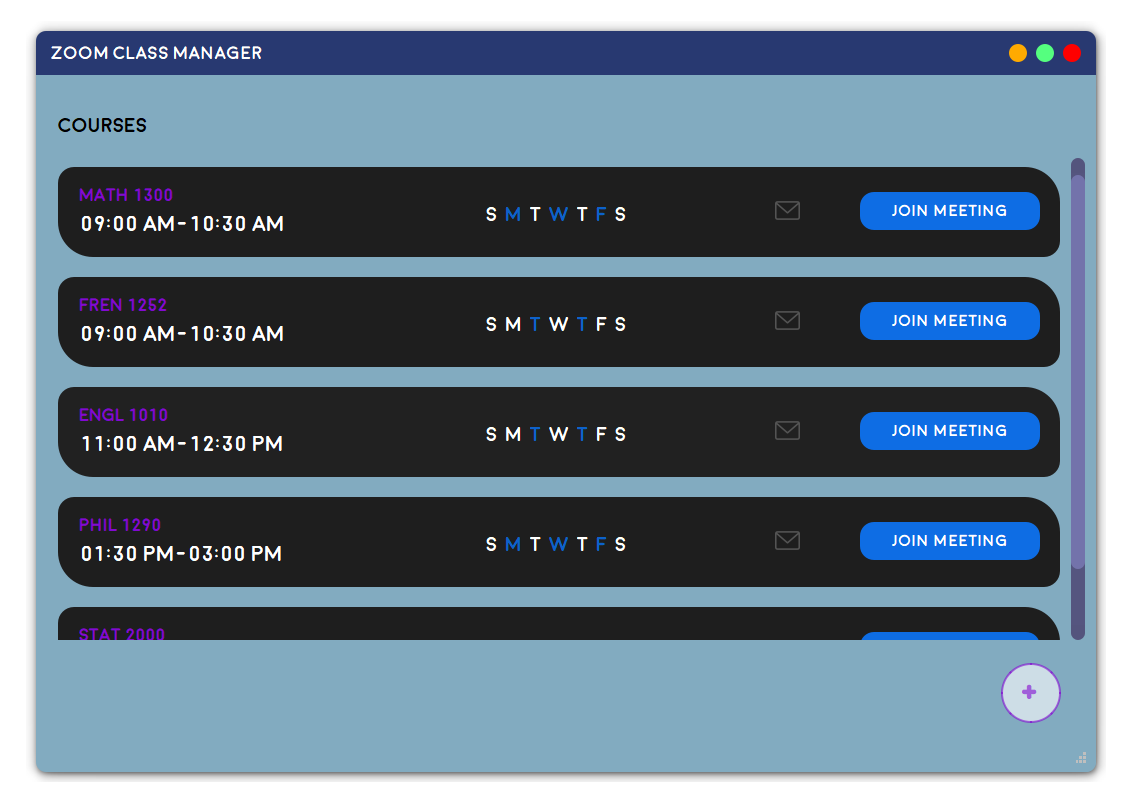 ZOOM CLASS MANAGER
COURSES
MATH 1300
09:00 AM-10:30 AM
S M T W T F S
JOIN MEETING
FREN 1252
09:00 AM-10:30 AM
S M T W T F S
JOIN MEETING
ENGL 1010
11:00 AM-12:30 PM
S M T W T F S
JOIN MEETING
PHIL 1290
01:30 PM-03:00 PM
S M T W T F S
JOIN MEETING
STAT 2000
+